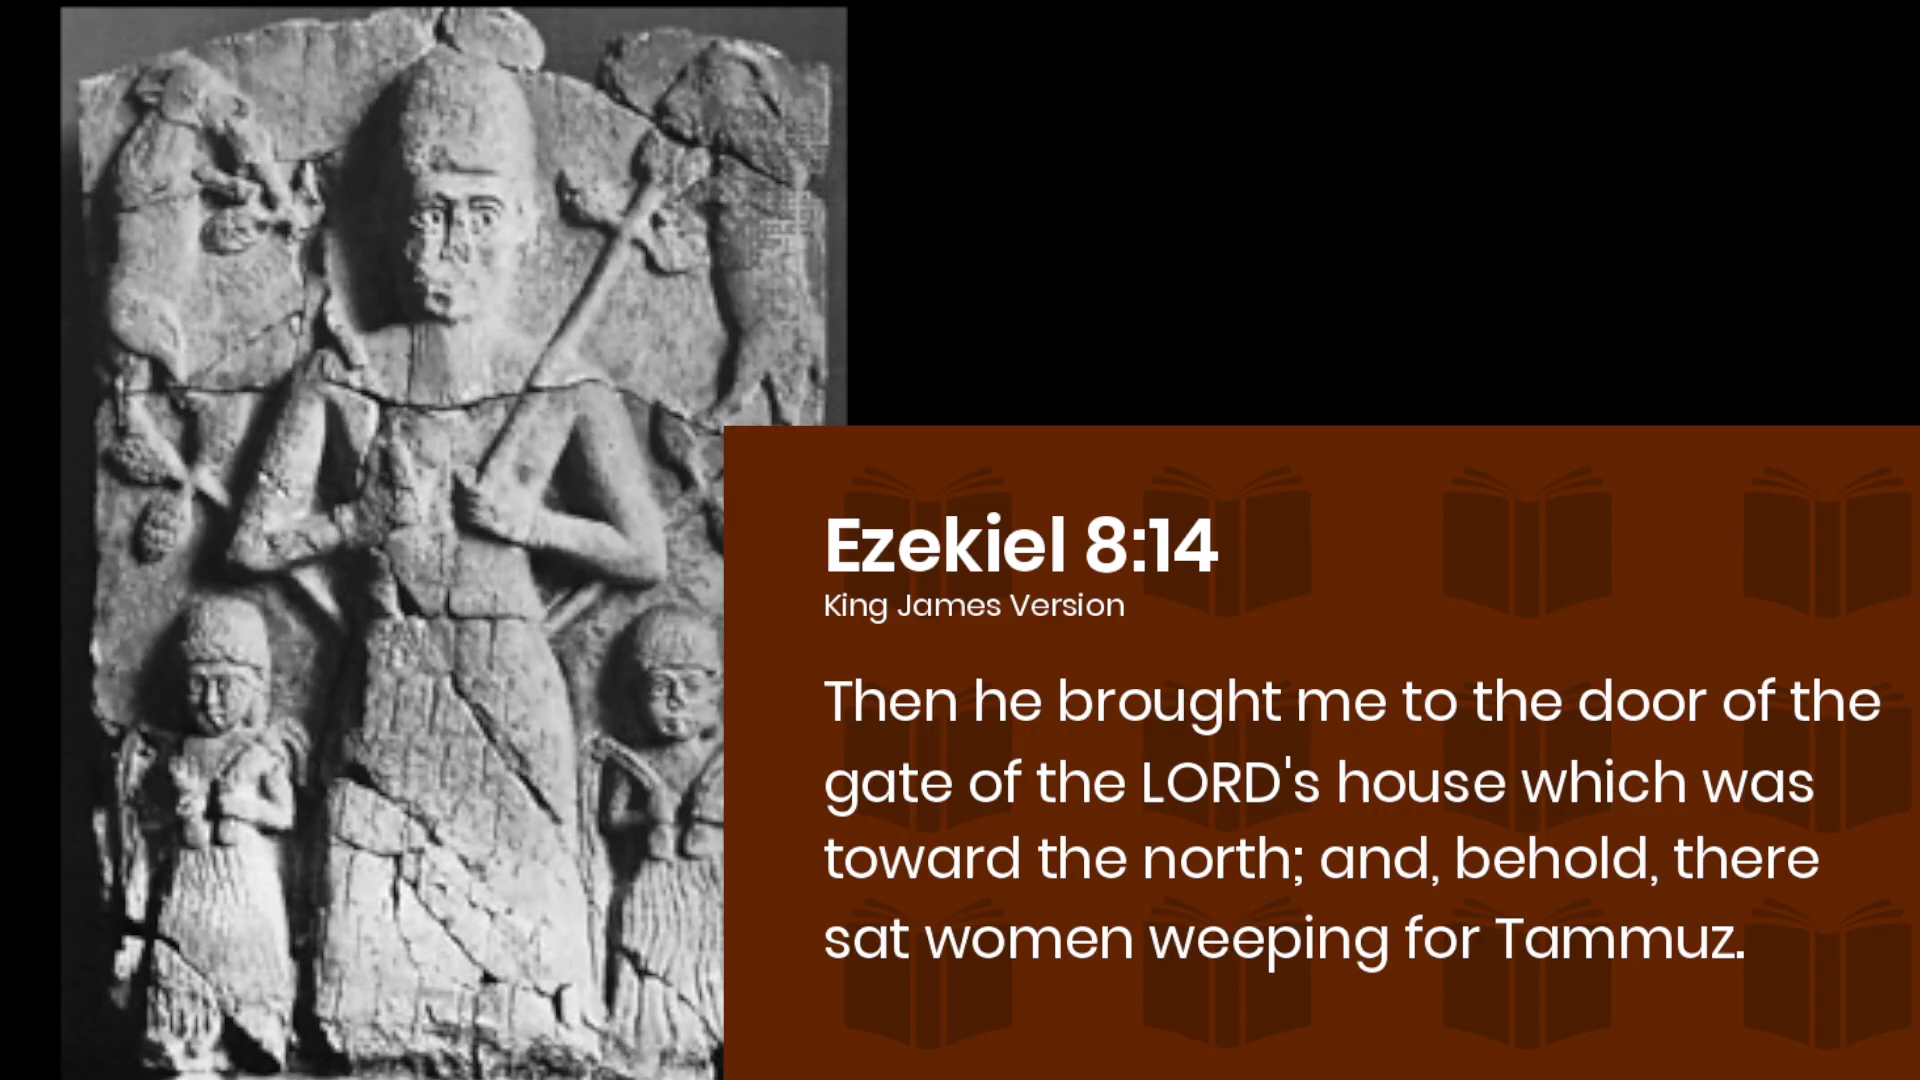 Ezekiel 8:14
King James Version
Then he brought me to the door of the
gate of the LORD's house which was
toward the north; and, behold, there
sat women weeping for Tammuz.